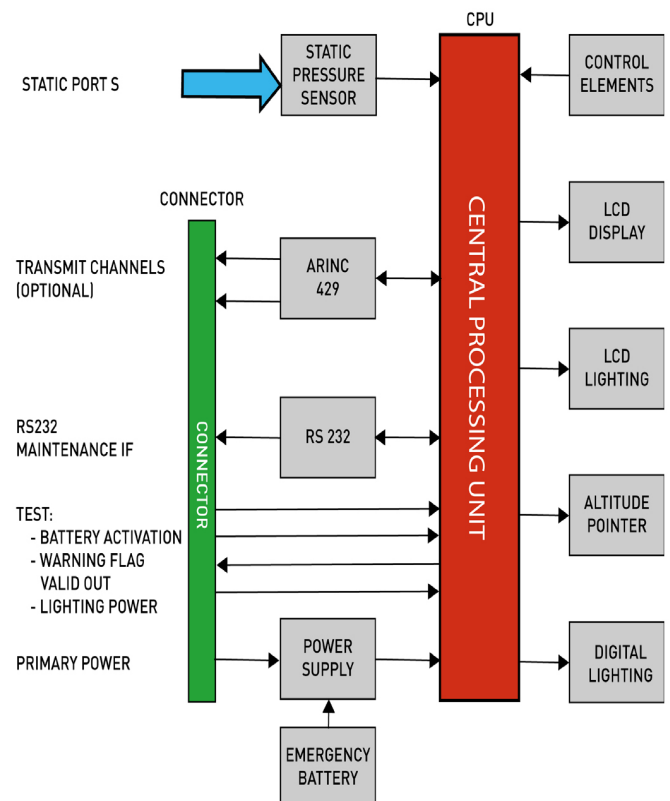 CPU
STATIC PORT S
STATIC
PRESSURE
SENSOR
CONTROL
ELEMENTS
CONNECTOR
TRANSMIT CHANNELS
(OPTIONAL)
ARINC
429
LCD
DISPLAY
CENTRAL PROCESSING UNIT
LCD
LIGHTING
RS232
MAINTENANCE IF
CONNECTOR
RS 232
TEST:
- BATTERY ACTIVATION
- WARNING FLAG
VALID OUT
- LIGHTING POWER
ALTITUDE
POINTER
PRIMARY POWER
POWER
SUPPLY
DIGITAL
LIGHTING
EMERGENCY
BATTERY